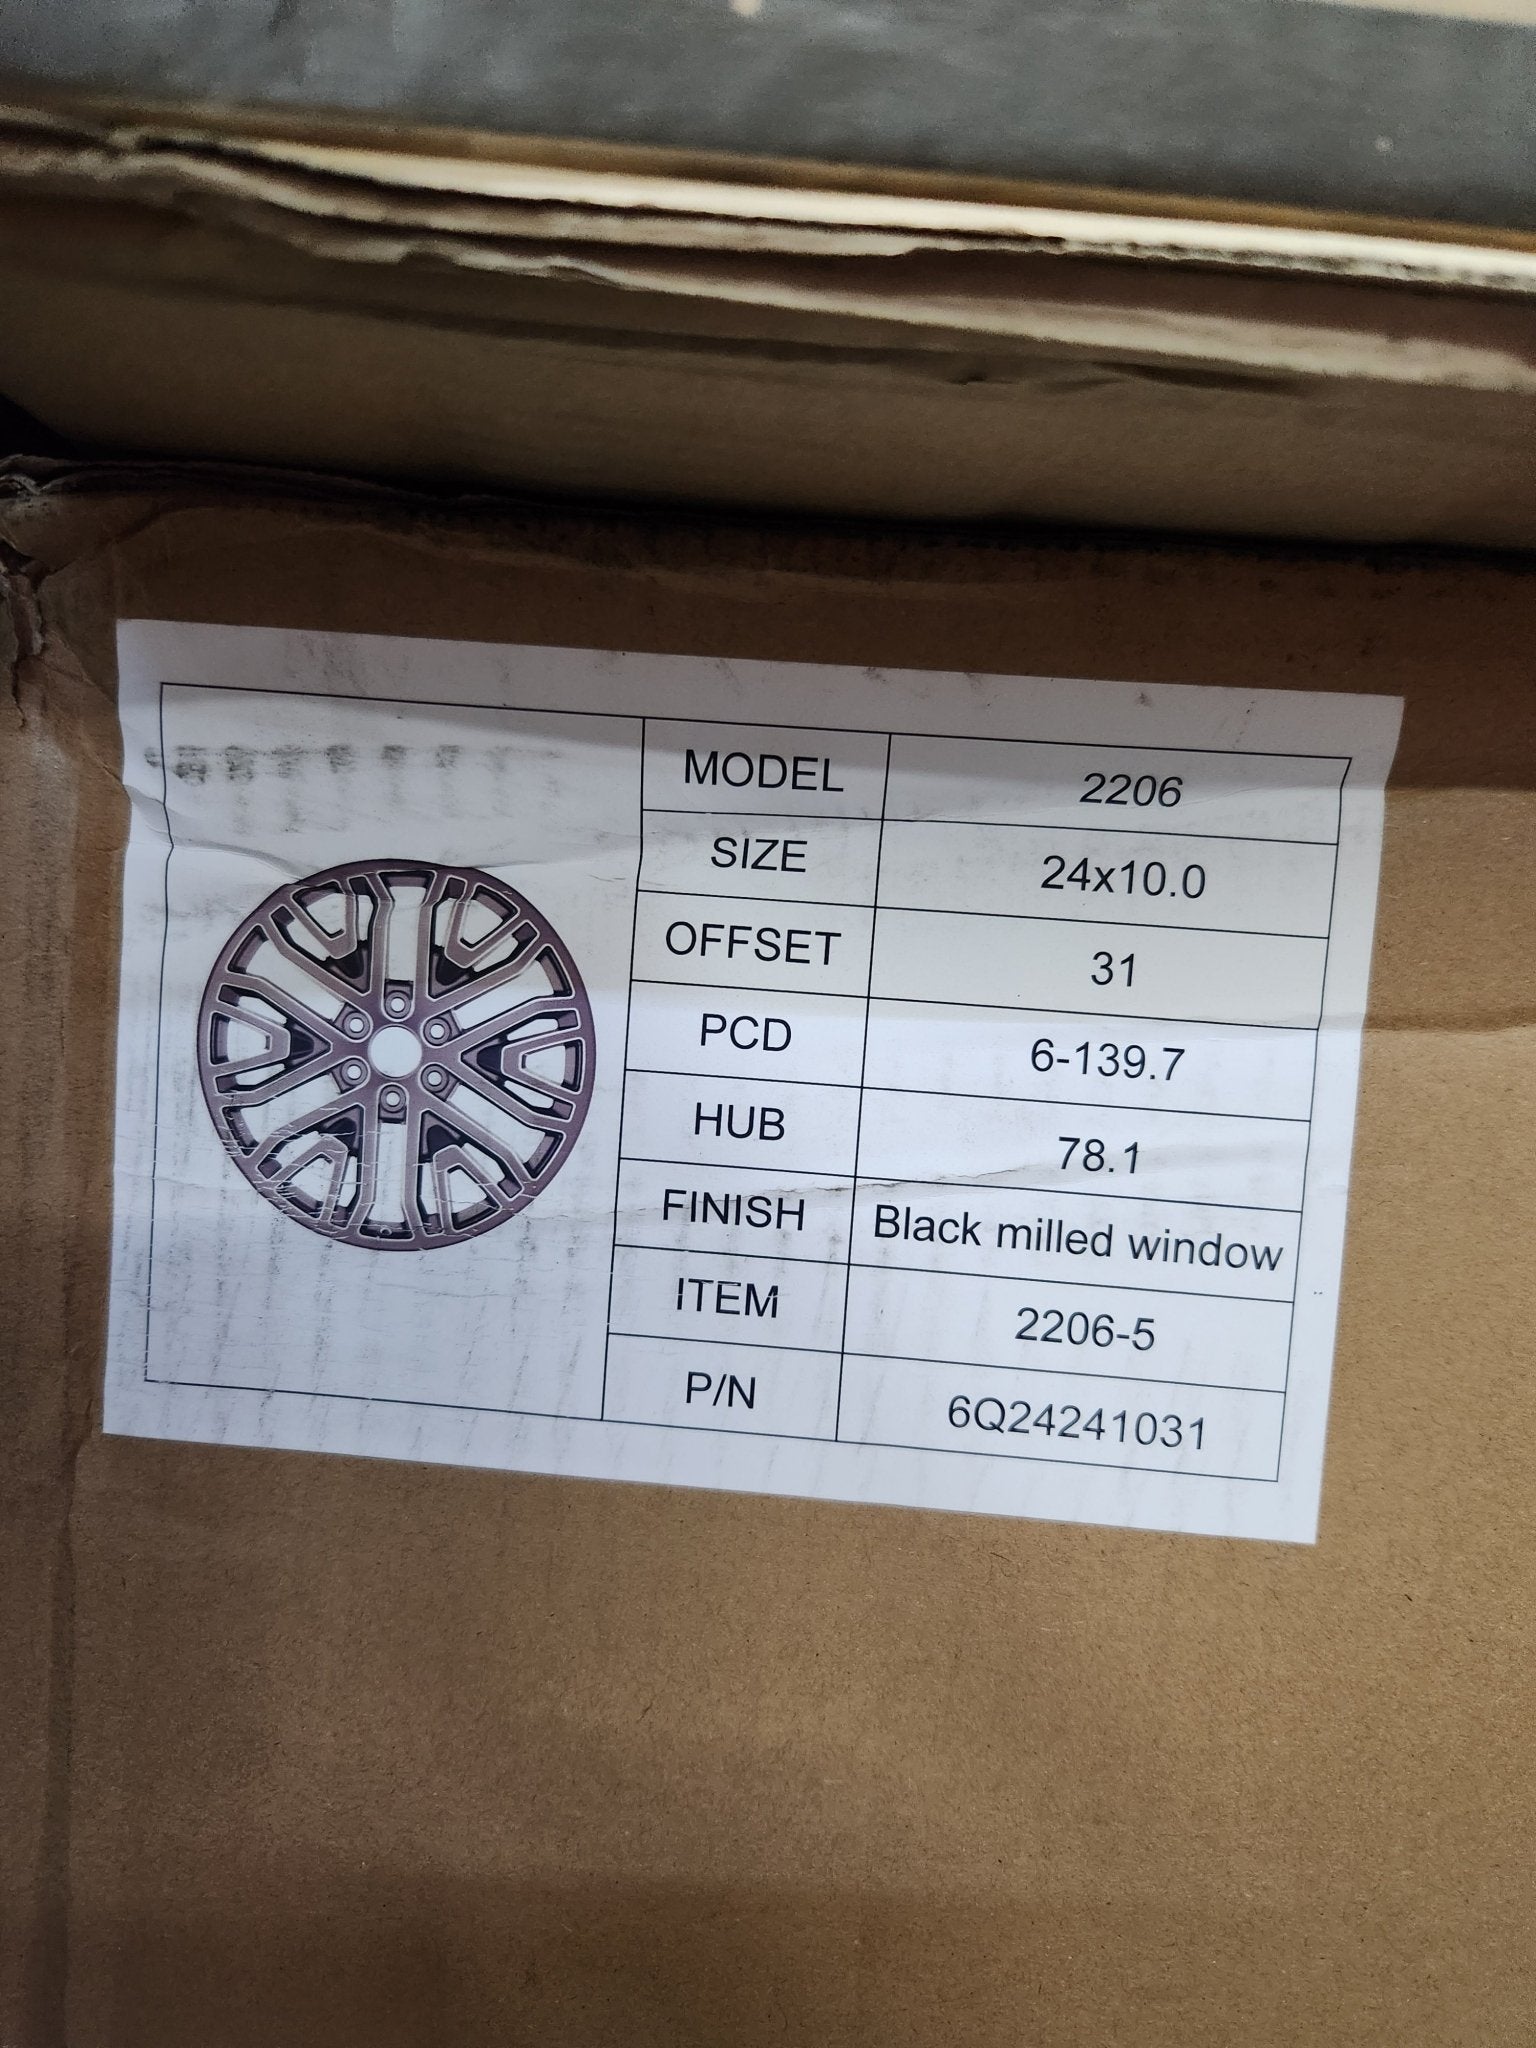 MODEL 2206
SIZE 24x10.0
OFFSET 31
PCD 6-139.7
HUB 78.1
FINISH Black milled window
ITEM 2206-5
P/N 6Q24241031